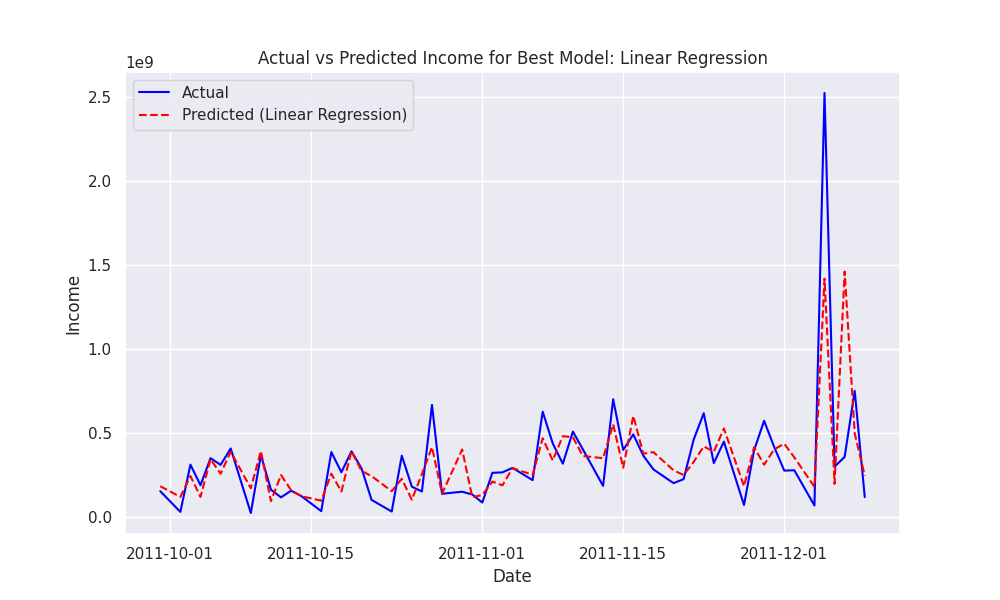 Actual vs Predicted Income for Best Model: Linear Regression
1e9
Actual
Predicted (Linear Regression)
2.5
2.0
1.5
1.0
0.5
0.0
Income
2011-10-01 2011-10-15 2011-11-01 2011-11-15 2011-12-01
Date